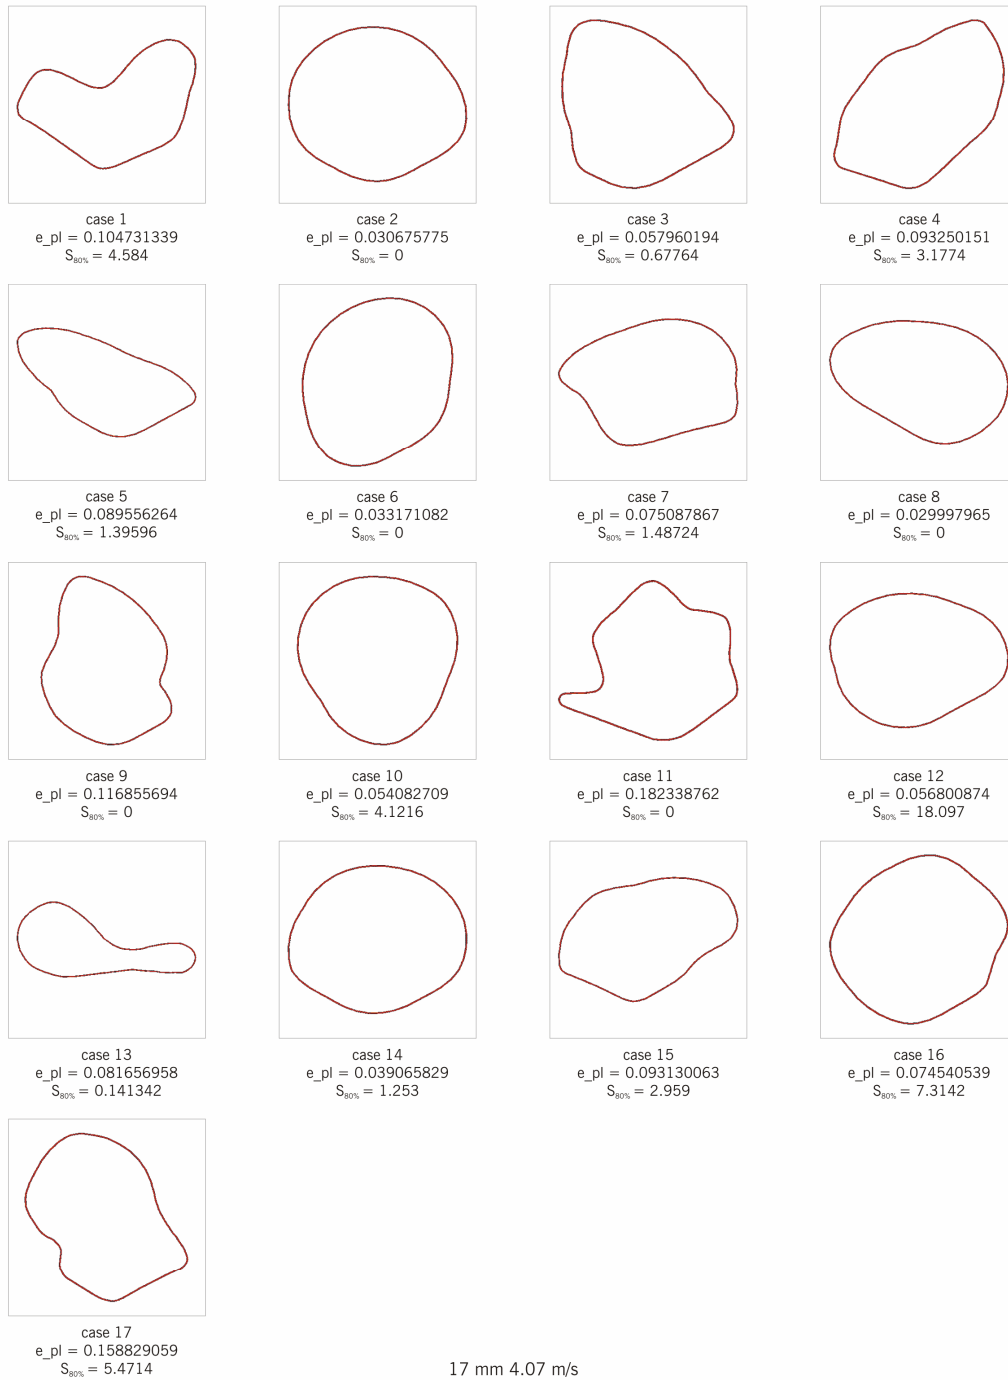 case 1
e_pl = 0.104731339
S80% = 4.584
case 2
e_pl = 0.030675775
S80% = 0
case 3
e_pl = 0.057960194
S80% = 0.67764
case 4
e_pl = 0.093250151
S80% = 3.1774
case 5
e_pl = 0.089556264
S80% = 1.39596
case 6
e_pl = 0.033171082
S80% = 0
case 7
e_pl = 0.075087867
S80% = 1.48724
case 8
e_pl = 0.029997965
S80% = 0
case 9
e_pl = 0.116855694
S80% = 0
case 10
e_pl = 0.054082709
S80% = 4.1216
case 11
e_pl = 0.182338762
S80% = 0
case 12
e_pl = 0.056800874
S80% = 18.097
case 13
e_pl = 0.081656958
S80% = 0.141342
case 14
e_pl = 0.039065829
S80% = 1.253
case 15
e_pl = 0.093130063
S80% = 2.959
case 16
e_pl = 0.074540539
S80% = 7.3142
case 17
e_pl = 0.158829059
S80% = 5.4714
17 mm 4.07 m/s